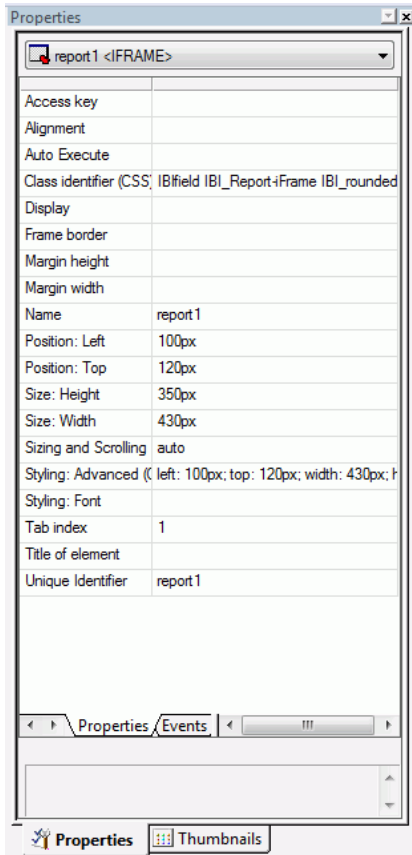 Properties
report1 <IFRAME>
Access key
Alignment
Auto Execute
Class identifier (CSS) IBIfield IBI_Report-iFrame IBI_rounded
Display
Frame border
Margin height
Margin width
Name report1
Position: Left 100px
Position: Top 120px
Size: Height 350px
Size: Width 430px
Sizing and Scrolling auto
Styling: Advanced (C left: 100px; top: 120px; width: 430px; h
Styling: Font
Tab index 1
Title of element
Unique Identifier report1
Properties Events
Properties Thumbnails